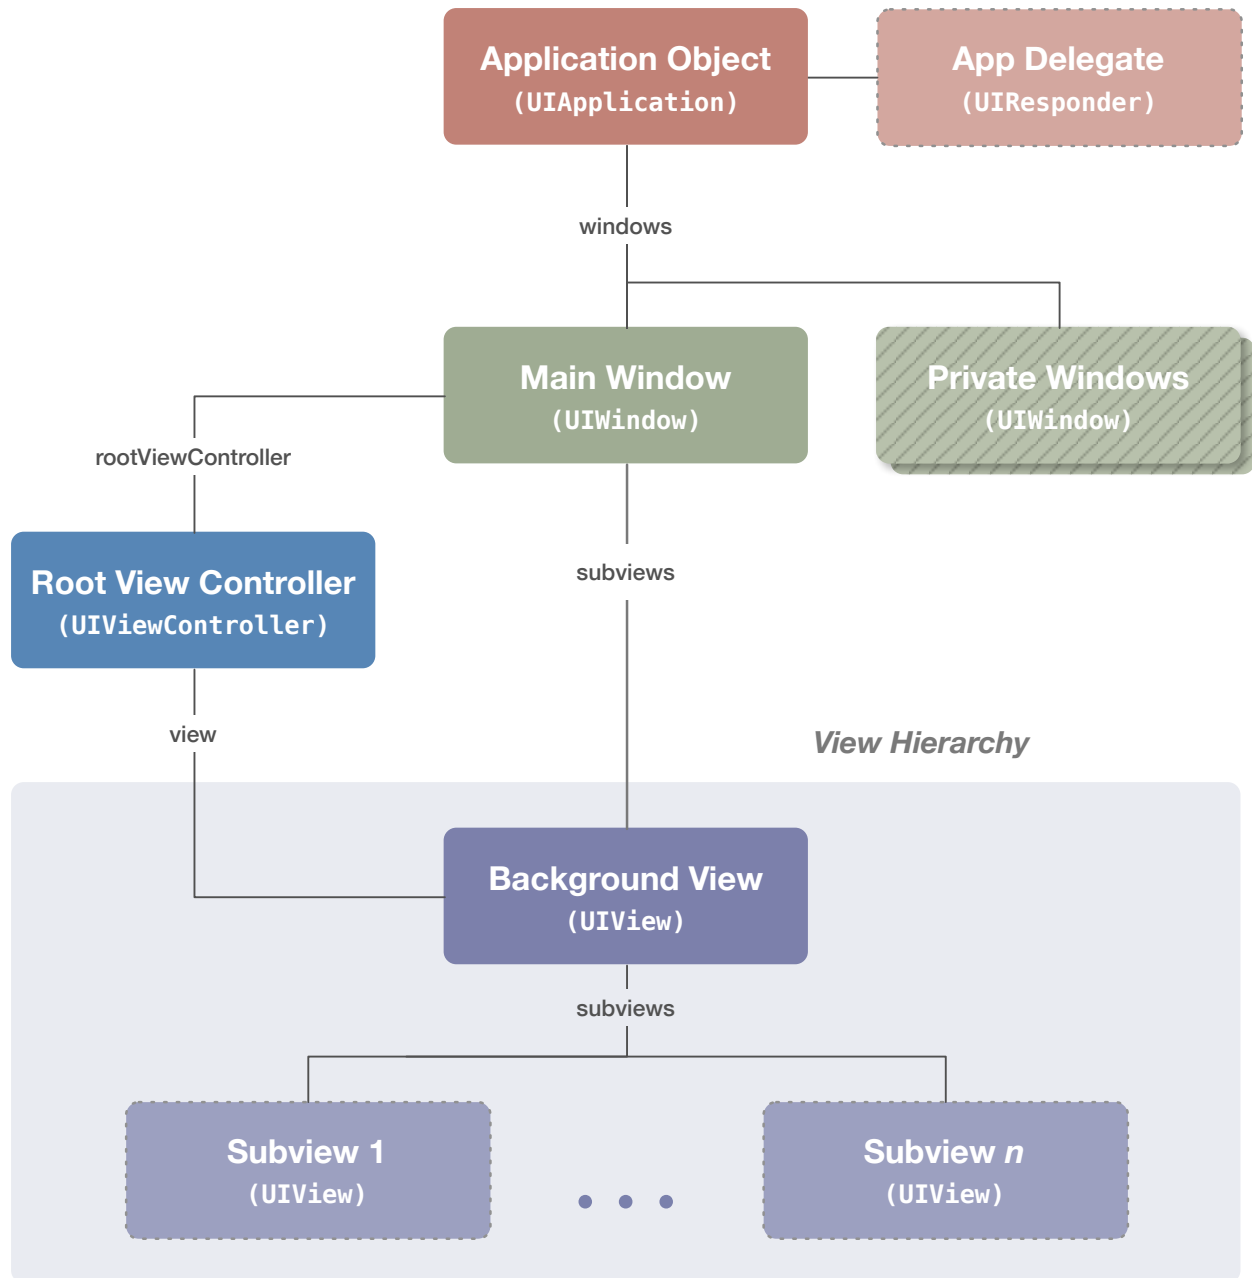 Application Object
(UIApplication)
App Delegate
(UIResponder)
windows
Main Window
(UIWindow)
Private Windows
(UIWindow)
rootViewController
Root View Controller
(UIViewController)
subviews
view
View Hierarchy
Background View
(UIView)
subviews
Subview 1
(UIView)
• • •
Subview n
(UIView)